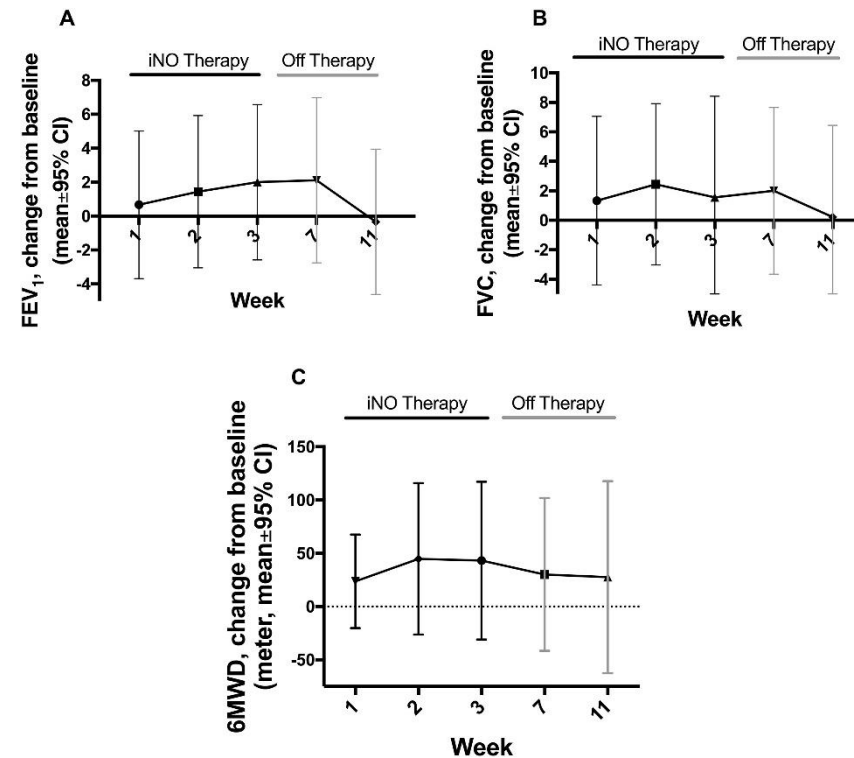 A
iNO Therapy
Off Therapy
FEV1, change from baseline
(mean±95% CI)
8
6
4
2
0
-2
-4
1
2
3
7
11
Week
B
iNO Therapy
Off Therapy
FVC, change from baseline
(mean±95% CI)
10
8
6
4
2
0
-2
-4
1
2
3
7
11
Week
C
iNO Therapy
Off Therapy
6MWD, change from baseline
(meter, mean±95% CI)
150
100
50
0
-50
1
2
3
7
11
Week